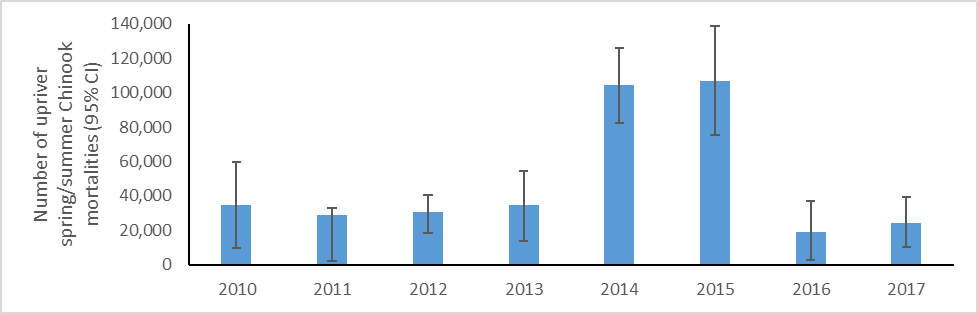 Number of upriver
spring/summer Chinook
mortalities (95% CI)
140,000
120,000
100,000
80,000
60,000
40,000
20,000
0
2010 2011 2012 2013 2014 2015 2016 2017